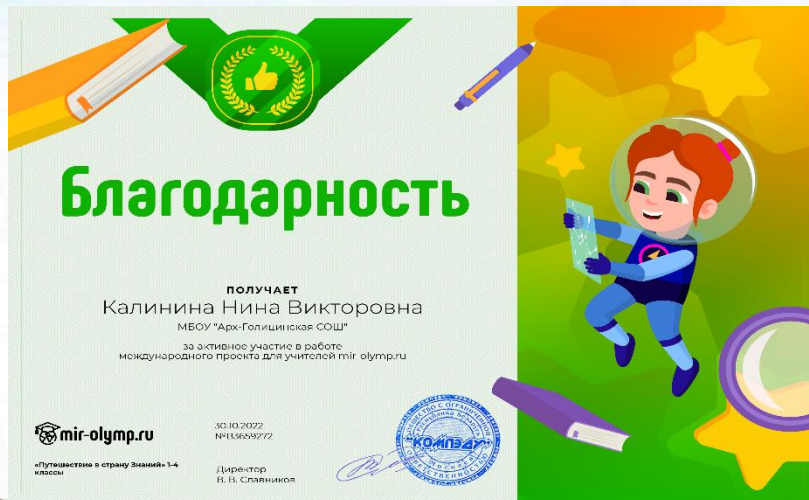 Благодарность
ПОЛУЧАЕТ
Калинина Нина Викторовна
МБОУ "Арх-Голицинская СОШ"
за активное участие в работе
международного проекта для учителей mir-olymp.ru
mir-olymp.ru
«Путешествие в страну Знаний» 1-4
классы
30.10.2022
№ВЗ659272
Директор
В. В. Славников
КОМПЭДУ